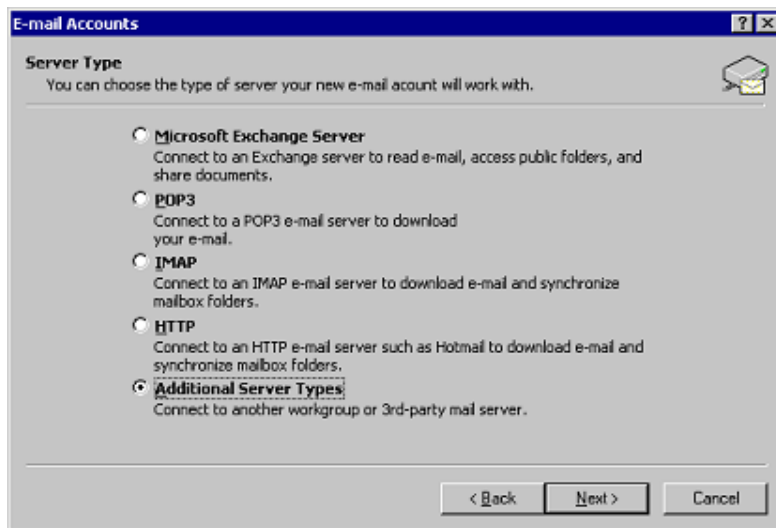 E-mail Accounts
Server Type
You can choose the type of server your new e-mail acount will work with.
Microsoft Exchange Server
Connect to an Exchange server to read e-mail, access public folders, and
share documents.
POP3
Connect to a POP3 e-mail server to download
your e-mail.
IMAP
Connect to an IMAP e-mail server to download e-mail and synchronize
mailbox folders.
HTTP
Connect to an HTTP e-mail server such as Hotmail to download e-mail and
synchronize mailbox folders.
Additional Server Types
Connect to another workgroup or 3rd-party mail server.
< Back Next > Cancel